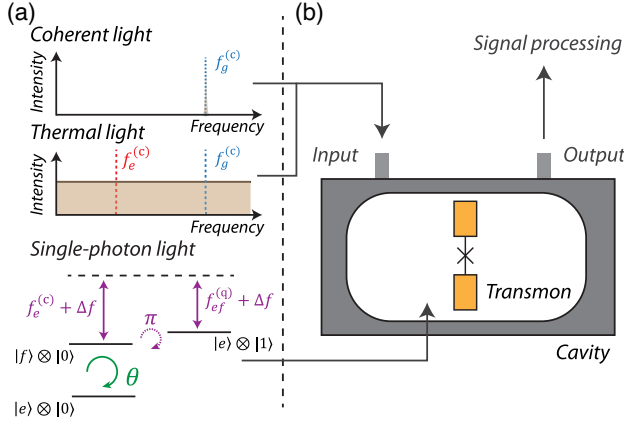 (a)
Coherent light
Intensity
f_g^(c)
Frequency
Thermal light
Intensity
f_e^(c)
f_g^(c)
Frequency
Single-photon light
f_e^(c) + Δf
π
f_ef^(q) + Δf
|f⟩ ⊗ |0⟩
|e⟩ ⊗ |1⟩
θ
|e⟩ ⊗ |0⟩
(b)
Signal processing
Input
Output
Transmon
Cavity